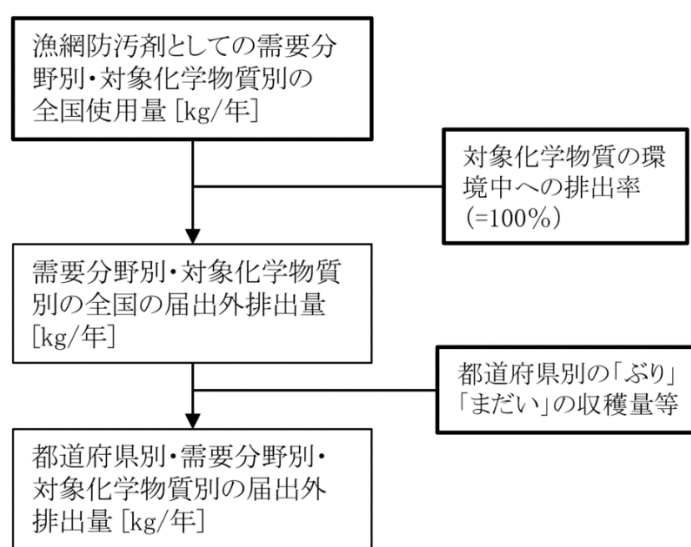 漁網防汚剤としての需要分
野別・対象化学物質別の
全国使用量 [kg/年]
対象化学物質の環
境中への排出率
(=100%)
需要分野別・対象化学物質
別の全国の届出外排出量
[kg/年]
都道府県別の「ぶり」
「まだい」の収穫量等
都道府県別・需要分野別・
対象化学物質別の届出外
排出量 [kg/年]